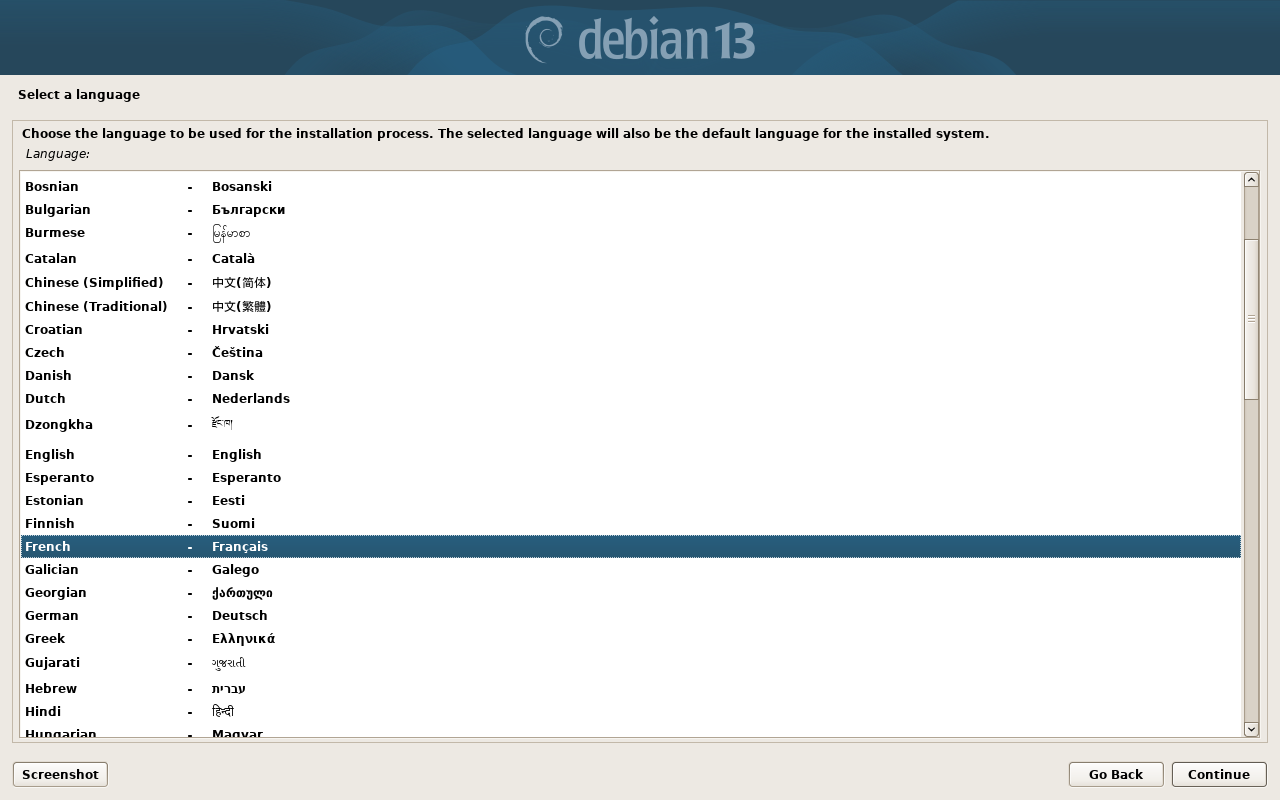 debian 13
Select a language
Choose the language to be used for the installation process. The selected language will also be the default language for the installed system.
Language:
Bosnian - Bosanski
Bulgarian - Български
Burmese - မြန်မာစာ
Catalan - Català
Chinese (Simplified) - 中文(简体)
Chinese (Traditional) - 中文(繁體)
Croatian - Hrvatski
Czech - Čeština
Danish - Dansk
Dutch - Nederlands
Dzongkha - རྫོང་ཁ།
English - English
Esperanto - Esperanto
Estonian - Eesti
Finnish - Suomi
French - Français
Galician - Galego
Georgian - ქართული
German - Deutsch
Greek - Ελληνικά
Gujarati - ગુજરાતી
Hebrew - עברית
Hindi - हिन्दी
Hungarian - Magyar
Screenshot
Go Back
Continue